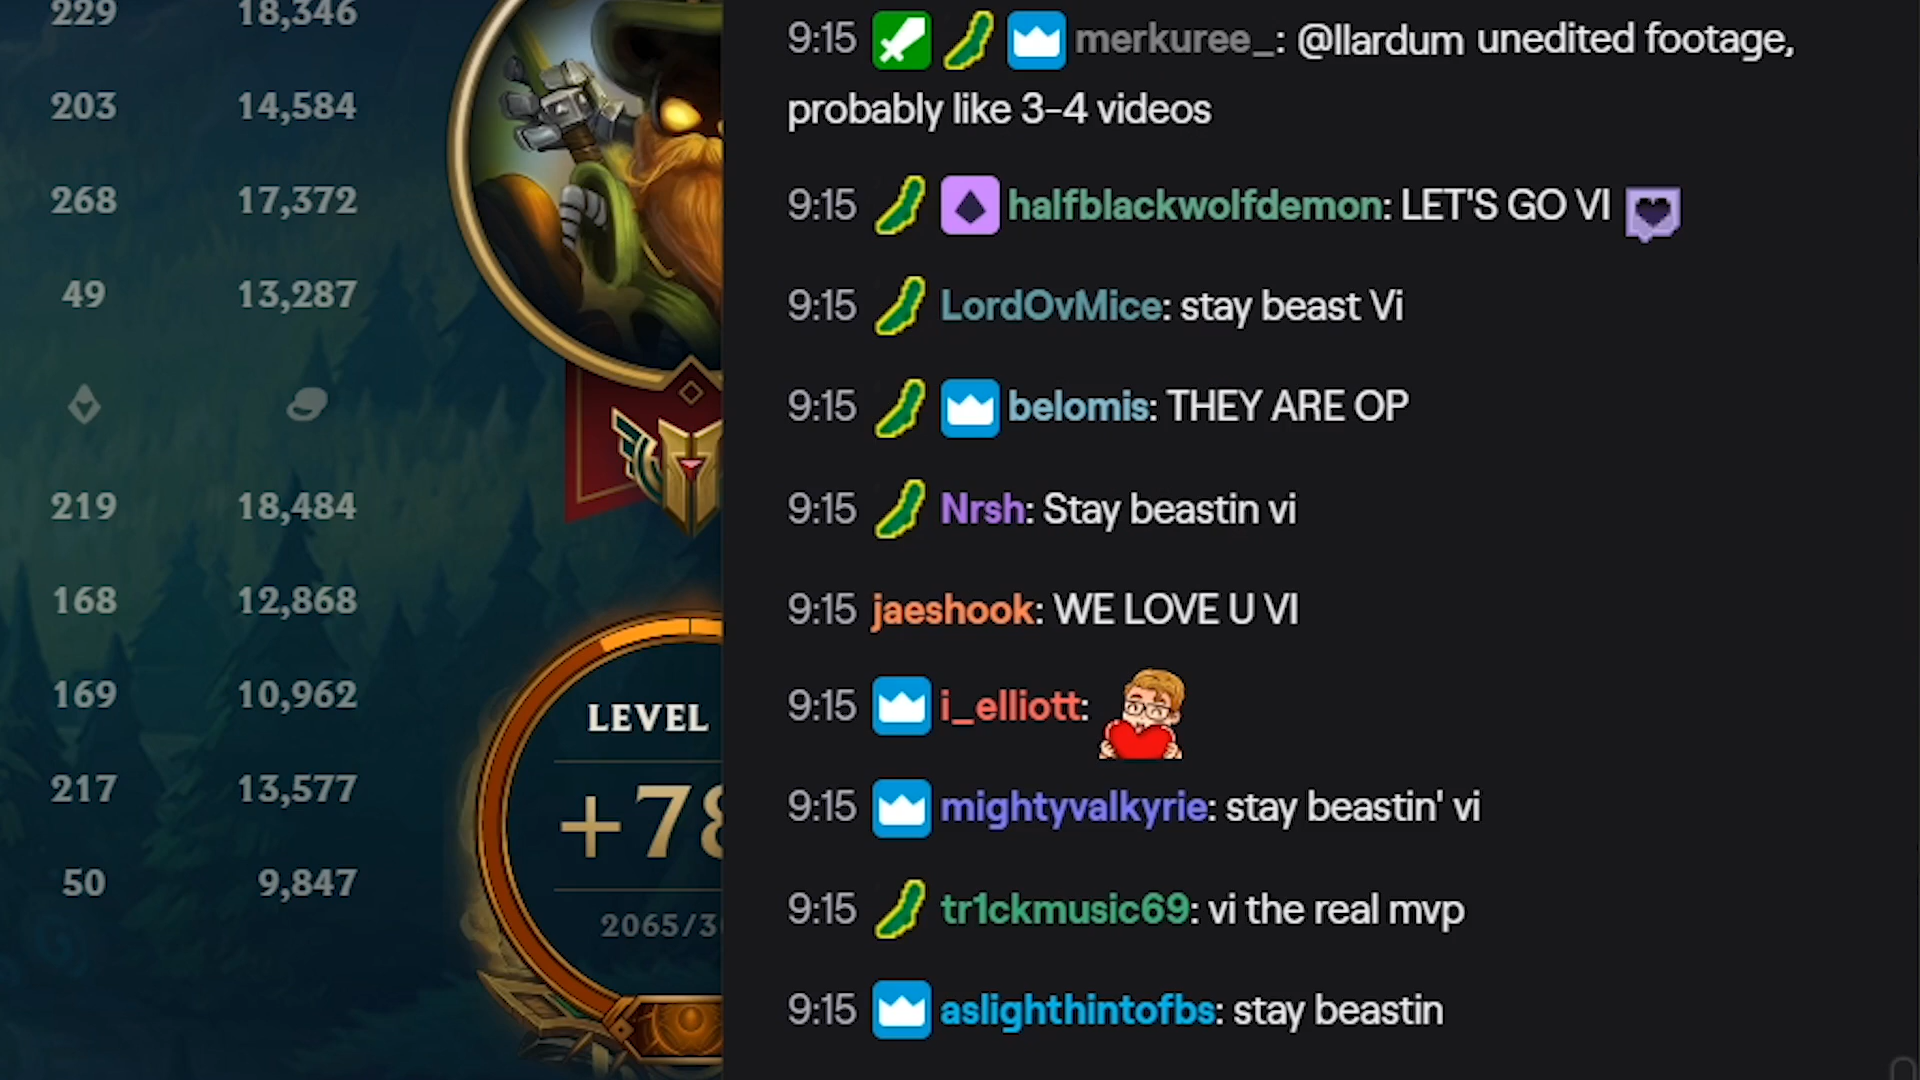 229 18,346
203 14,584
268 17,372
49 13,287
219 18,484
168 12,868
169 10,962
217 13,577
50 9,847
LEVEL
+78
2065/30
9:15 merkuree_: @llardum unedited footage,
probably like 3-4 videos
9:15 halfblackwolfdemon: LET'S GO VI
9:15 LordOvMice: stay beast Vi
9:15 belomis: THEY ARE OP
9:15 Nrsh: Stay beastin vi
9:15 jaeshook: WE LOVE U VI
9:15 i_elliott:
9:15 mightyvalkyrie: stay beastin' vi
9:15 tr1ckmusic69: vi the real mvp
9:15 aslighthintofbs: stay beastin